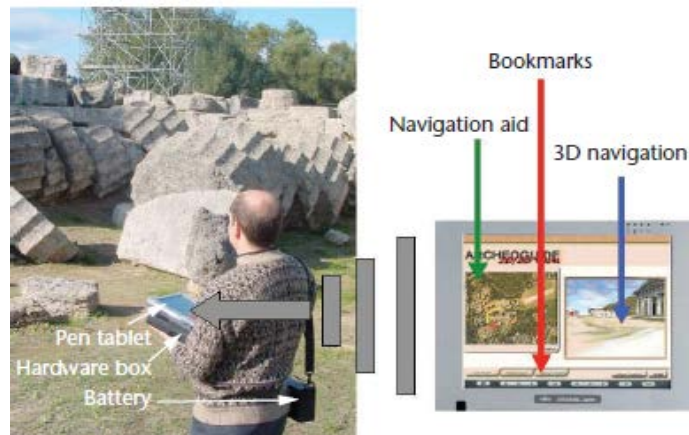 Bookmarks
Navigation aid
3D navigation
ARCHEOGUIDE
Pen tablet
Hardware box
Battery